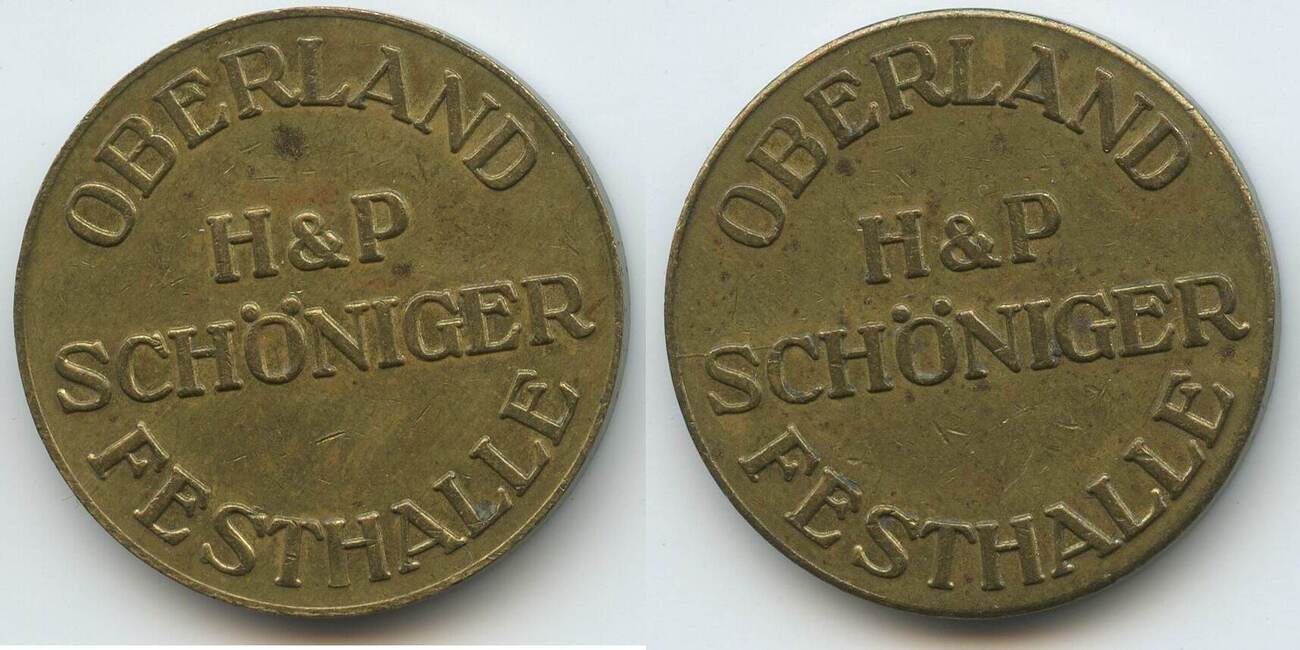 OBERLAND
H&P
SCHÖNIGER
FESTHALLE
OBERLAND
H&P
SCHÖNIGER
FESTHALLE